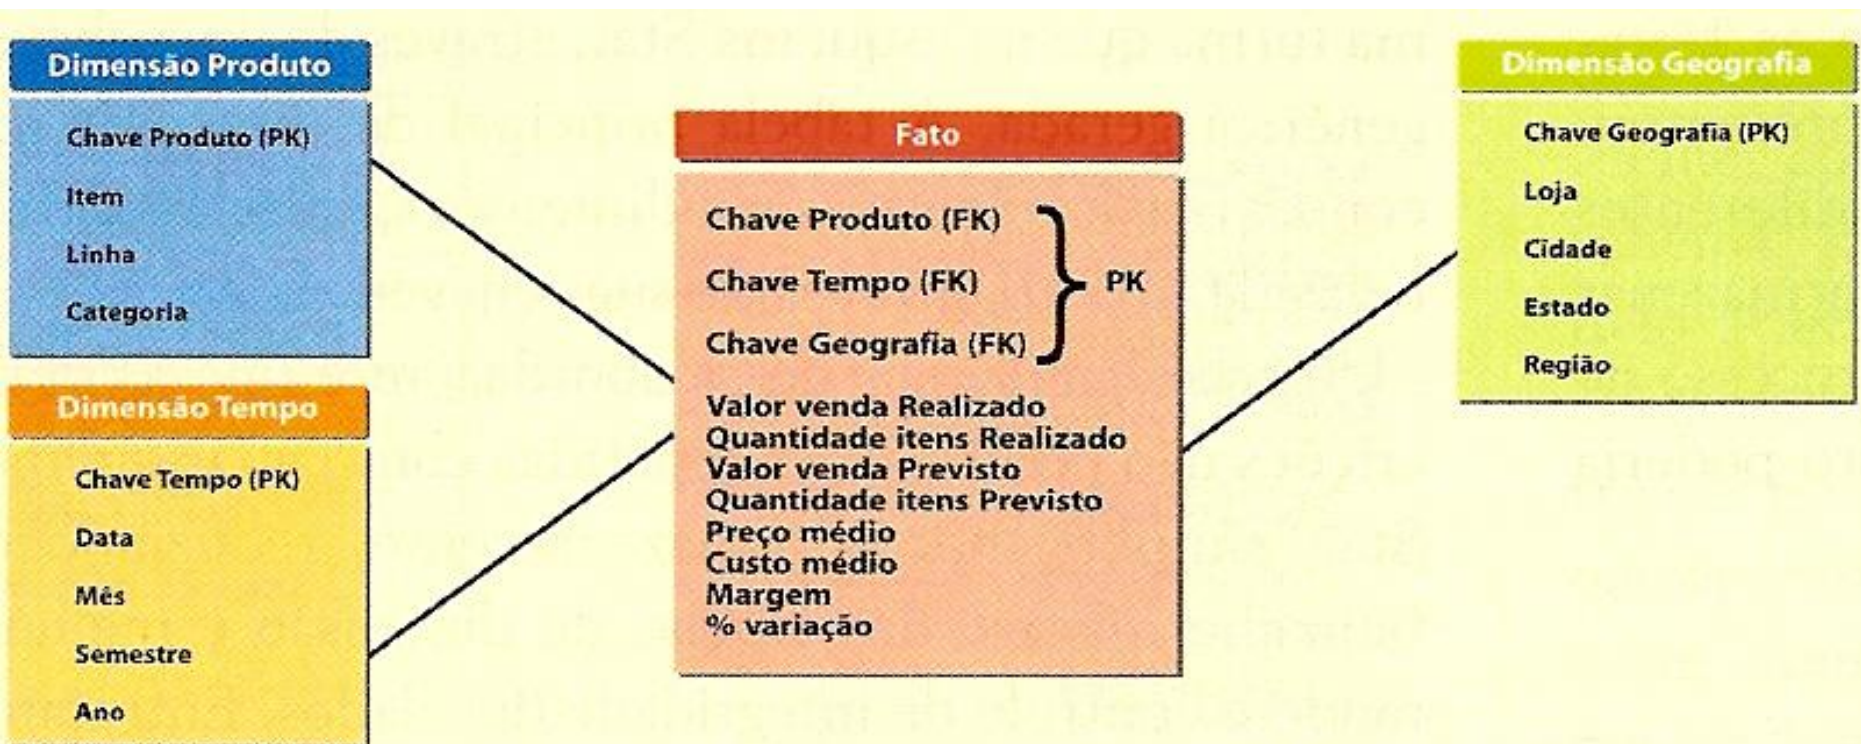 Dimensão Produto
Chave Produto (PK)
Item
Linha
Categoria
Dimensão Tempo
Chave Tempo (PK)
Data
Mês
Semestre
Ano
Fato
Chave Produto (FK)
Chave Tempo (FK)
Chave Geografia (FK)
PK
Valor venda Realizado
Quantidade itens Realizado
Valor venda Previsto
Quantidade itens Previsto
Preço médio
Custo médio
Margem
% variação
Dimensão Geografia
Chave Geografia (PK)
Loja
Cidade
Estado
Região